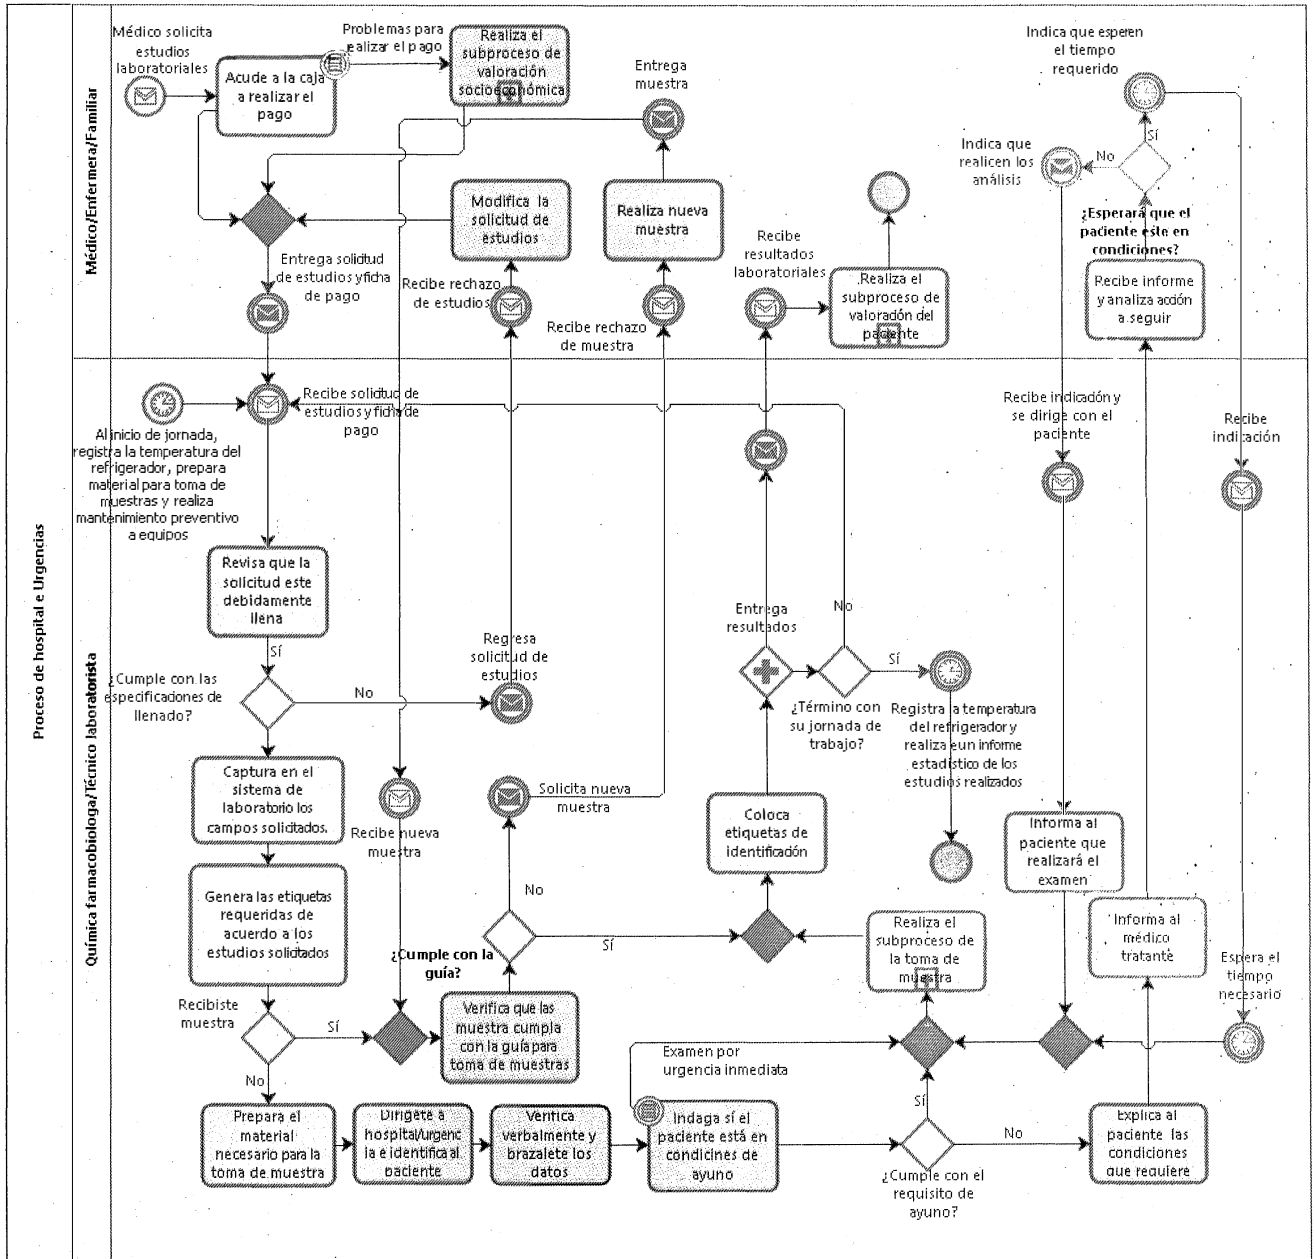 Proceso de hospital e Urgencias
Médico/Enfermera/Familiar
Médico solicita
estudios
laboratoriales
Acude a la caja
a realizar el
pago
Problemas para
realizar el pago
Realiza el
subproceso de
valoración
socioeconómica
Entrega
muestra
Indica que esperen
el tiempo
requerido
Indica que
realicen los
análisis
No
Sí
¿Esperará que el
paciente este en
condiciones?
Modifica la
solicitud de
estudios
Realiza nueva
muestra
Recibe
resultados
laboratoriales
Entrega solicitud
de estudios y ficha
de pago
Recibe rechazo
de estudios
Recibe rechazo
de muestra
Realiza el
subproceso de
valoración del
paciente
Recibe informe
y analiza acción
a seguir
Química farmacobiologa/Técnico laboratorista
Recibe solicitud de
estudios y ficha de
pago
Al inicio de jornada,
registra la temperatura del
refrigerador, prepara
material para toma de
muestras y realiza
mantenimiento preventivo
a equipos
Recibe indicación y
se dirige con el
paciente
Recibe
indicación
Revisa que la
solicitud este
debidamente
llena
Sí
¿Cumple con las
especificaciones de
llenado?
No
Regresa
solicitud de
estudios
Entrega
resultados
No
Sí
¿Término con
su jornada de
trabajo?
Registra la temperatura
del refrigerador y
realiza eun informe
estadístico de los
estudios realizados
Captura en el
sistema de
laboratorio los
campos solicitados.
Recibe nueva
muestra
Solicita nueva
muestra
Coloca
etiquetas de
identificación
Informa al
paciente que
realizará el
examen
Genera las etiquetas
requeridas de
acuerdo a los
estudios solicitados
No
Sí
¿Cumple con la
guía?
Realiza el
subproceso de
la toma de
muestra
Informa al
médico
tratante
Espera el
tiempo
necesario
Recibiste
muestra
Sí
No
Verifica que las
muestra cumpla
con la guía para
toma de muestras
Examen por
urgencia inmediata
Prepara el
material
necesario para la
toma de muestra
Dirígete a
hospital/urgenc
ia e identifica al
paciente
Verifica
verbalmente y
brazalete los
datos
Indaga sí el
paciente está en
condicines de
ayuno
Sí
No
¿Cumple con el
requisito de
ayuno?
Explica al
paciente las
condiciones
que requiere